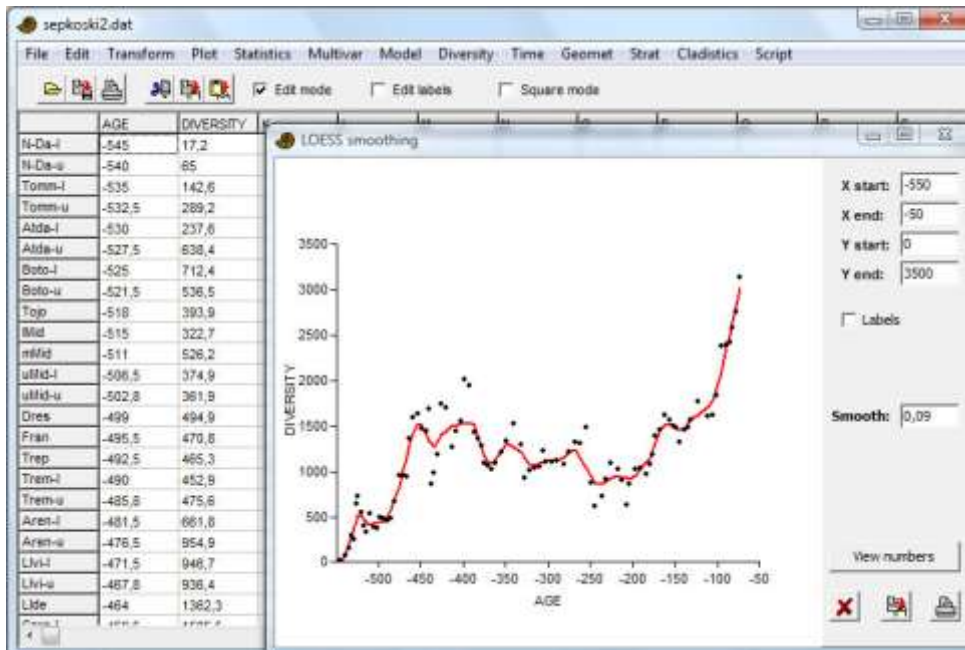 sepkoski2.dat
File Edit Transform Plot Statistics Multivar Model Diversity Time Geomet Strat Cladistics Script
Edit mode Edit labels Square mode
AGE DIVERSITY
N-Da-l -545 17,2
N-Da-u -540 65
Tomm-l -535 142,6
Tomm-u -532,5 289,2
Atda-l -530 237,6
Atda-u -527,5 638,4
Boto-l -525 712,4
Boto-u -521,5 536,5
Tojo -518 393,9
lMid -515 322,7
mMid -511 526,2
uMid-l -506,5 374,9
uMid-u -502,8 361,9
Dres -499 494,9
Fran -495,5 470,8
Trep -492,5 465,3
Trem-l -490 452,9
Trem-u -485,8 475,6
Aren-l -481,5 661,8
Aren-u -476,5 954,9
Llvi-l -471,5 946,7
Llvi-u -467,8 936,4
Llde -464 1362,3
LOESS smoothing
X start: -550
X end: -50
Y start: 0
Y end: 3500
Labels
Smooth: 0,09
View numbers
3500
3000
2500
2000
1500
1000
500
0
DIVERSITY
-500 -450 -400 -350 -300 -250 -200 -150 -100 -50
AGE